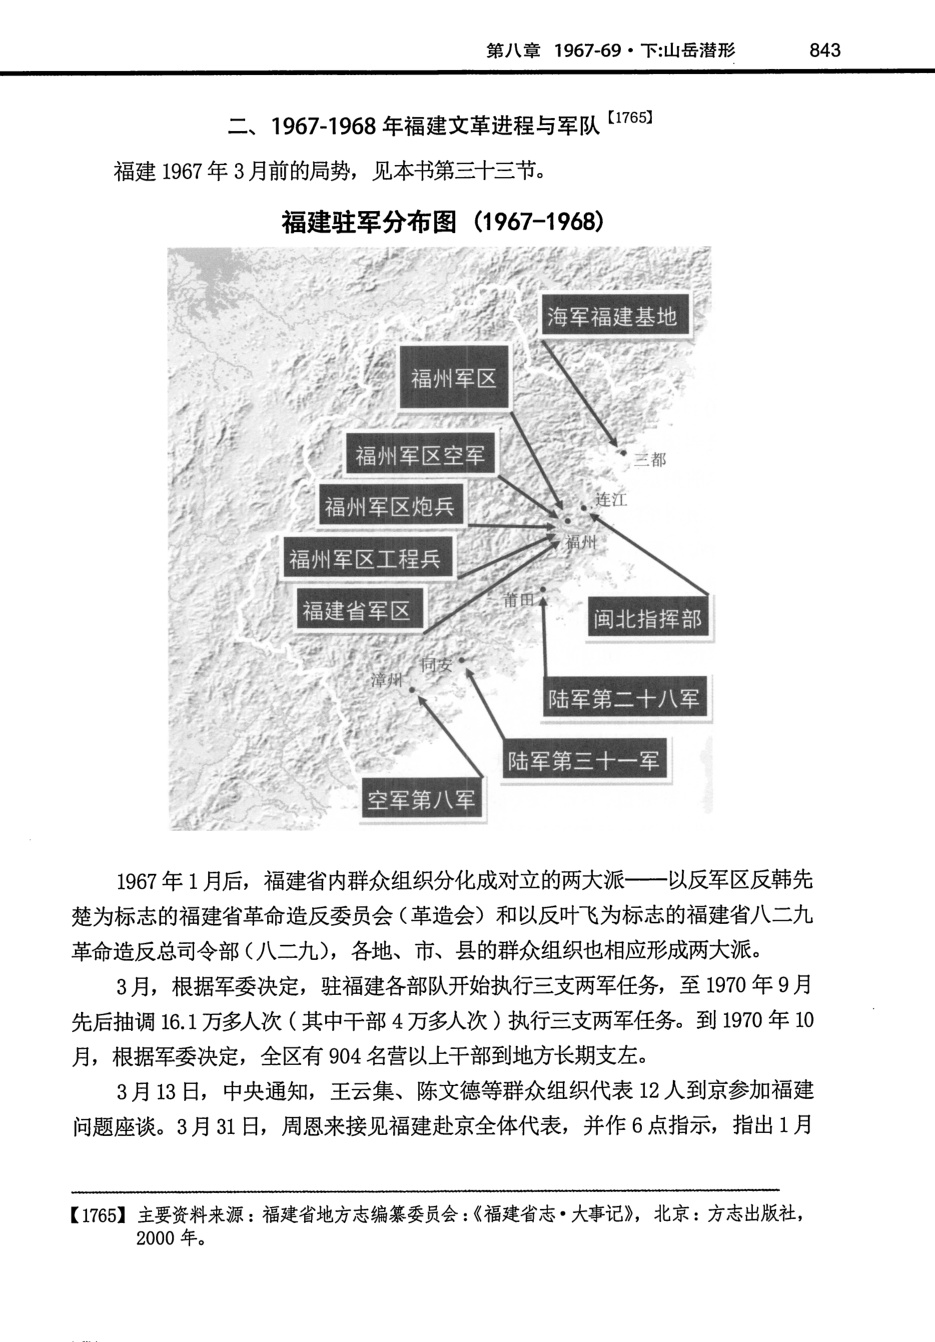 第八章 1967-69·下:山岳潜形 843
二、1967-1968 年福建文革进程与军队【1765】
福建 1967 年 3 月前的局势，见本书第三十三节。
福建驻军分布图（1967-1968）
海军福建基地
福州军区
福州军区空军
三都
福州军区炮兵
连江
福州军区工程兵
福州
福建省军区
莆田
闽北指挥部
同安
漳州
陆军第二十八军
陆军第三十一军
空军第八军
1967 年 1 月后，福建省内群众组织分化成对立的两大派——以反军区反韩先
楚为标志的福建省革命造反委员会（革造会）和以反叶飞为标志的福建省八二九
革命造反总司令部（八二九），各地、市、县的群众组织也相应形成两大派。
3 月，根据军委决定，驻福建各部队开始执行三支两军任务，至 1970 年 9 月
先后抽调 16.1 万多人次（其中干部 4 万多人次）执行三支两军任务。到 1970 年 10
月，根据军委决定，全区有 904 名营以上干部到地方长期支左。
3 月 13 日，中央通知，王云集、陈文德等群众组织代表 12 人到京参加福建
问题座谈。3 月 31 日，周恩来接见福建赴京全体代表，并作 6 点指示，指出 1 月
【1765】 主要资料来源：福建省地方志编纂委员会：《福建省志·大事记》，北京：方志出版社，
2000 年。